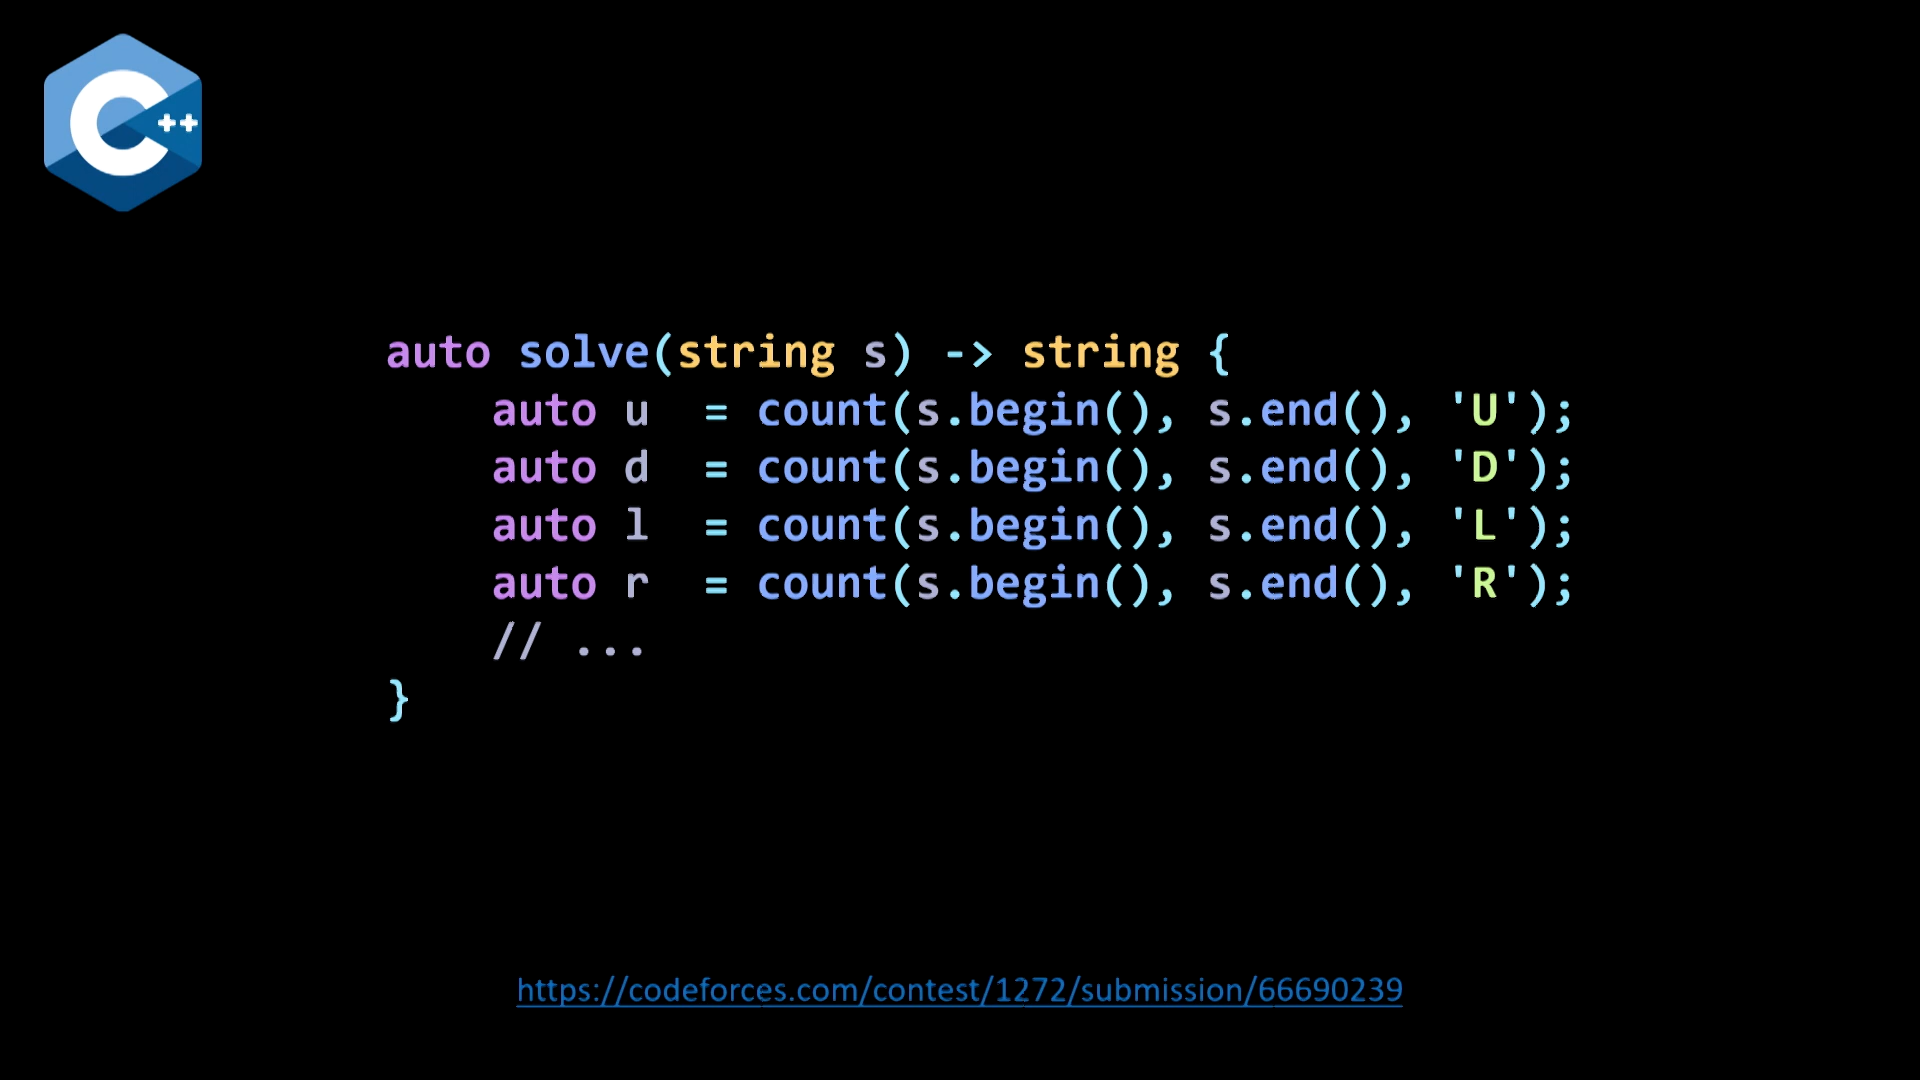 C++
auto solve(string s) -> string {
    auto u  = count(s.begin(), s.end(), 'U');
    auto d  = count(s.begin(), s.end(), 'D');
    auto l  = count(s.begin(), s.end(), 'L');
    auto r  = count(s.begin(), s.end(), 'R');
    // ...
}
https://codeforces.com/contest/1272/submission/66690239